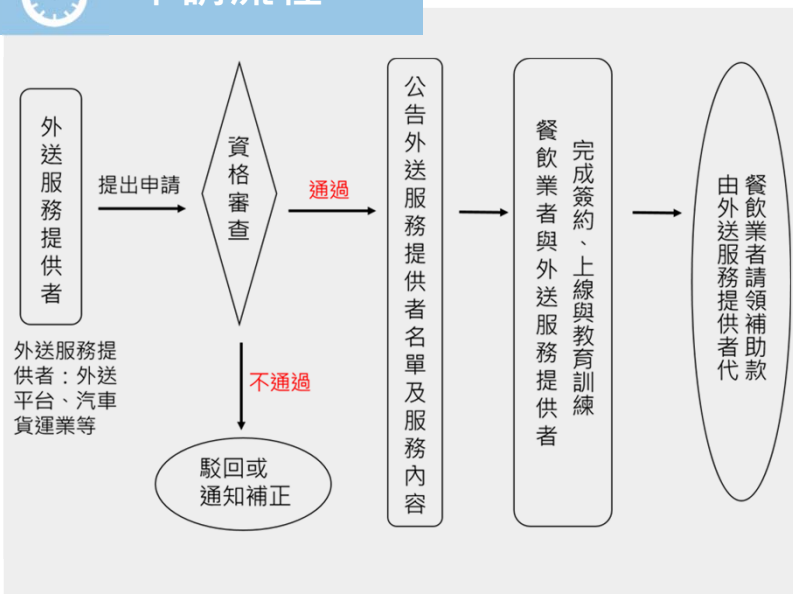 申請流程
外送服務提供者
外送服務提
供者：外送
平台、汽車
貨運業等
提出申請
資格審查
通過
不通過
駁回或
通知補正
公告外送服務提供者名單及服務內容
餐飲業者與外送服務提供者
完成簽約、上線與教育訓練
由外送服務提供者代
餐飲業者請領補助款